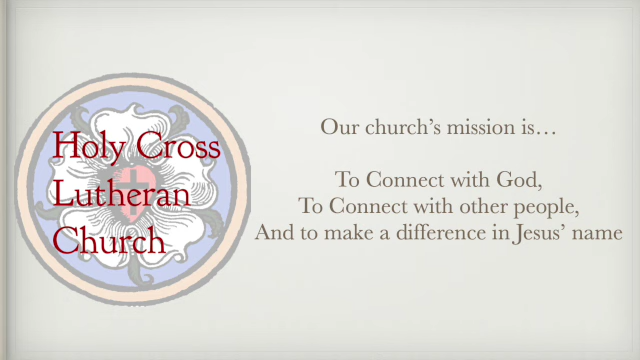 Holy Cross
Lutheran
Church
Our church’s mission is…
To Connect with God,
To Connect with other people,
And to make a difference in Jesus’ name